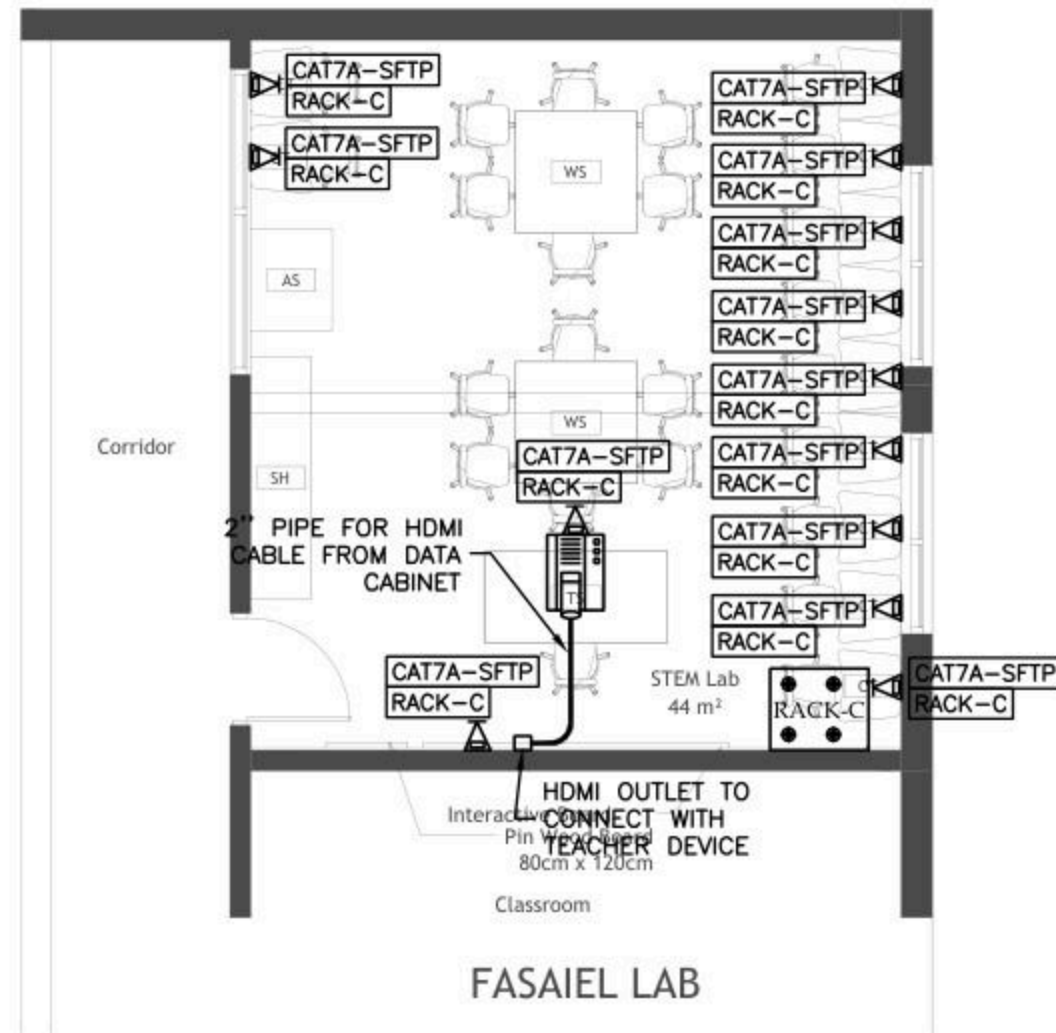 CAT7A-SFTP
RACK-C
CAT7A-SFTP
RACK-C
CAT7A-SFTP
RACK-C
CAT7A-SFTP
RACK-C
CAT7A-SFTP
RACK-C
CAT7A-SFTP
RACK-C
CAT7A-SFTP
RACK-C
CAT7A-SFTP
RACK-C
CAT7A-SFTP
RACK-C
CAT7A-SFTP
RACK-C
WS
AS
Corridor
WS
SH
CAT7A-SFTP
RACK-C
2'' PIPE FOR HDMI
CABLE FROM DATA
CABINET
TS
CAT7A-SFTP
RACK-C
STEM Lab
44 m²
RACK-C
CAT7A-SFTP
RACK-C
HDMI OUTLET TO
CONNECT WITH
TEACHER DEVICE
Interactive Board
Pin Wood Board
80cm x 120cm
Classroom
FASAIEL LAB